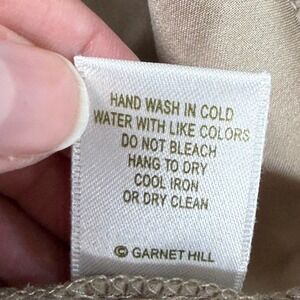 HAND WASH IN COLD
WATER WITH LIKE COLORS
DO NOT BLEACH
HANG TO DRY
COOL IRON
OR DRY CLEAN
© GARNET HILL